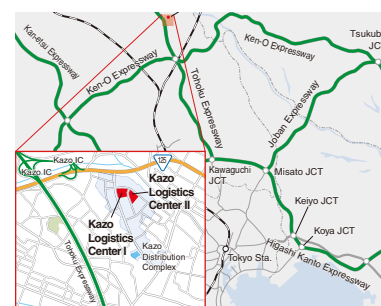 Tsukuba
JCT
Kan-etsu Expressway
Ken-O Expressway
Ken-O Expressway
Tohoku Expressway
Joban Expressway
Kawaguchi
JCT
Misato JCT
Keiyo JCT
Koya JCT
Higashi Kanto Expressway
Tokyo Sta.
Kazo IC
Kazo IC
125
Kazo
Logistics
Center II
Kazo
Logistics
Center I
Kazo
Distribution
Complex
Tohoku Expressway